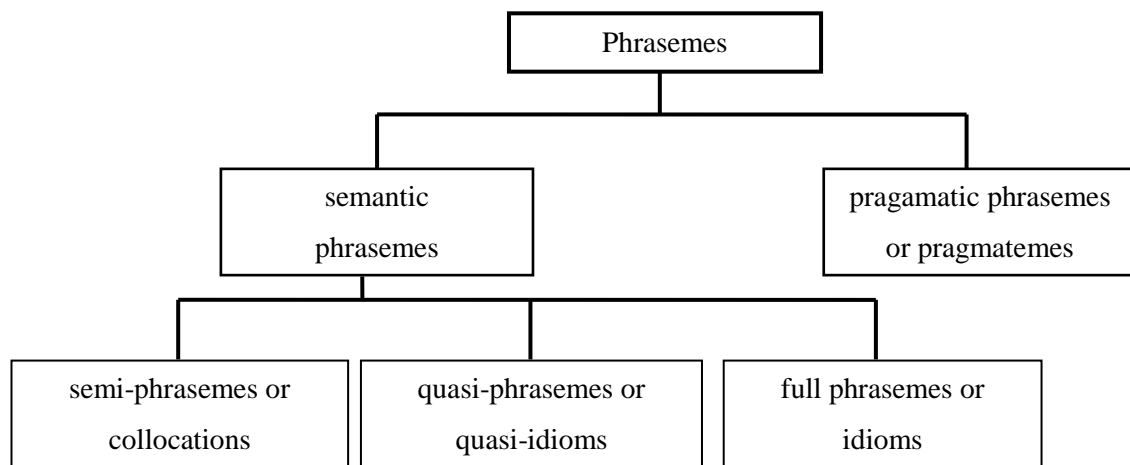 Phrasemes
semantic
phrasemes
pragamatic phrasemes
or pragmatemes
semi-phrasemes or
collocations
quasi-phrasemes or
quasi-idioms
full phrasemes or
idioms